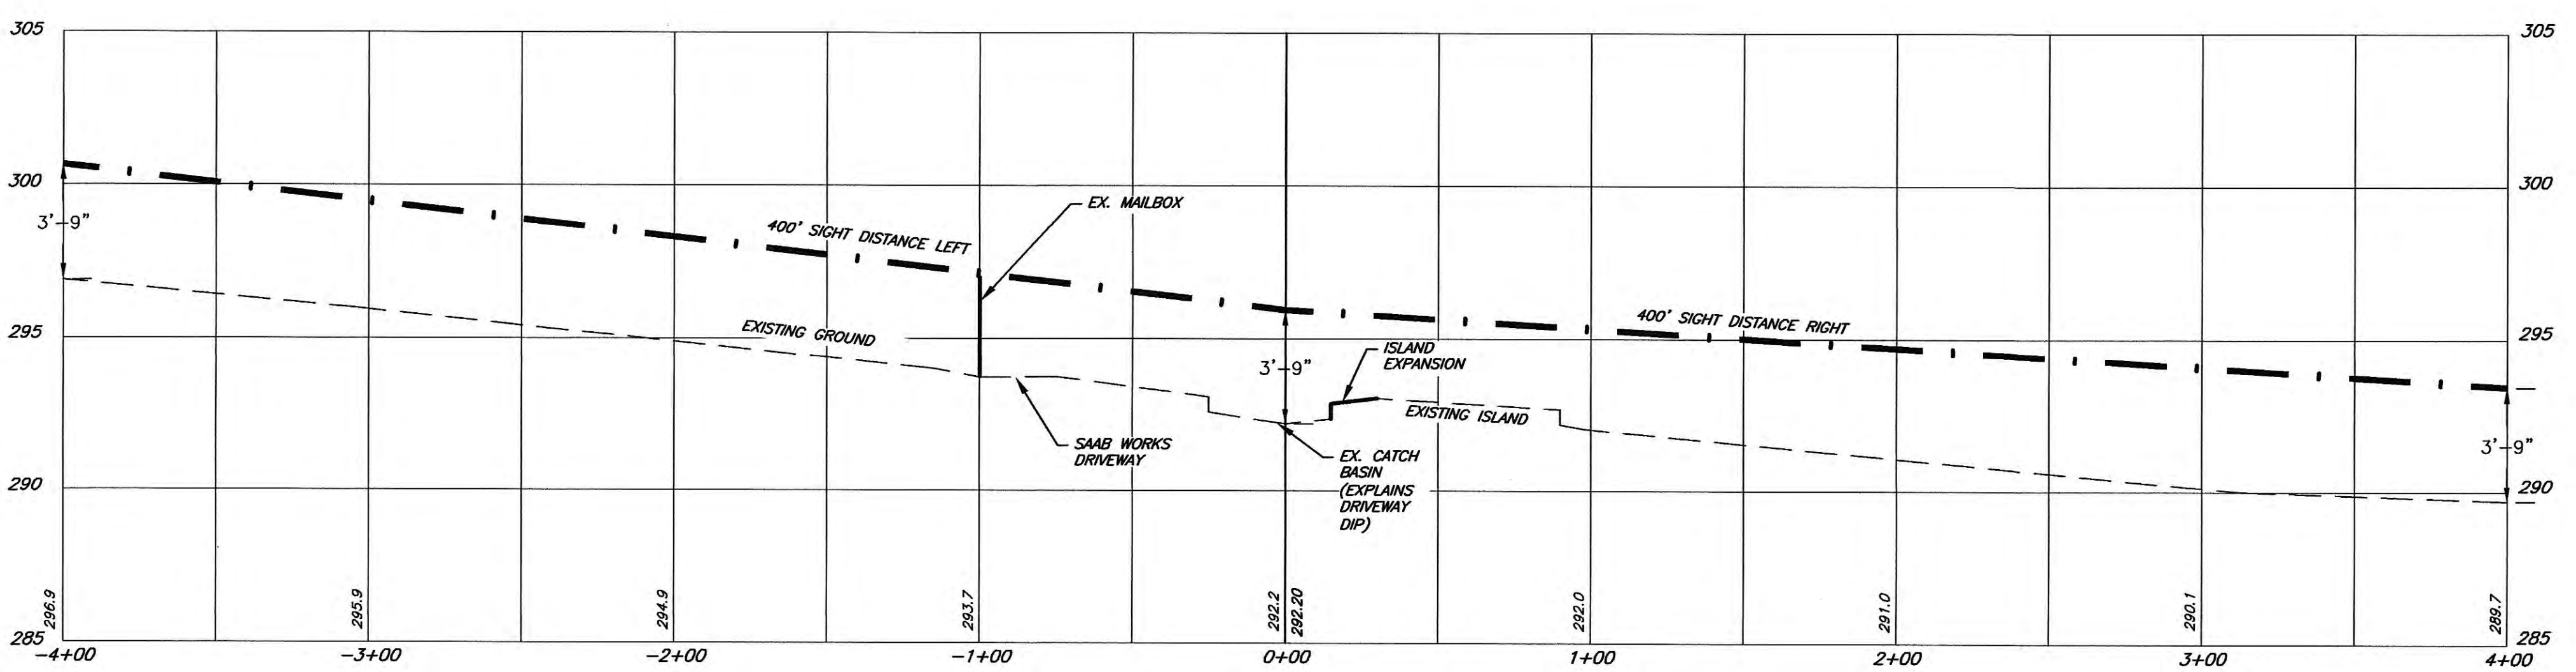 305
305
300
300
295
295
290
290
285
285
3'-9"
400' SIGHT DISTANCE LEFT
EX. MAILBOX
EXISTING GROUND
SAAB WORKS
DRIVEWAY
3'-9"
ISLAND
EXPANSION
EXISTING ISLAND
EX. CATCH
BASIN
(EXPLAINS
DRIVEWAY
DIP)
400' SIGHT DISTANCE RIGHT
3'-9"
296.9
295.9
294.9
293.7
292.2
292.20
292.0
291.0
290.1
289.7
-4+00
-3+00
-2+00
-1+00
0+00
1+00
2+00
3+00
4+00